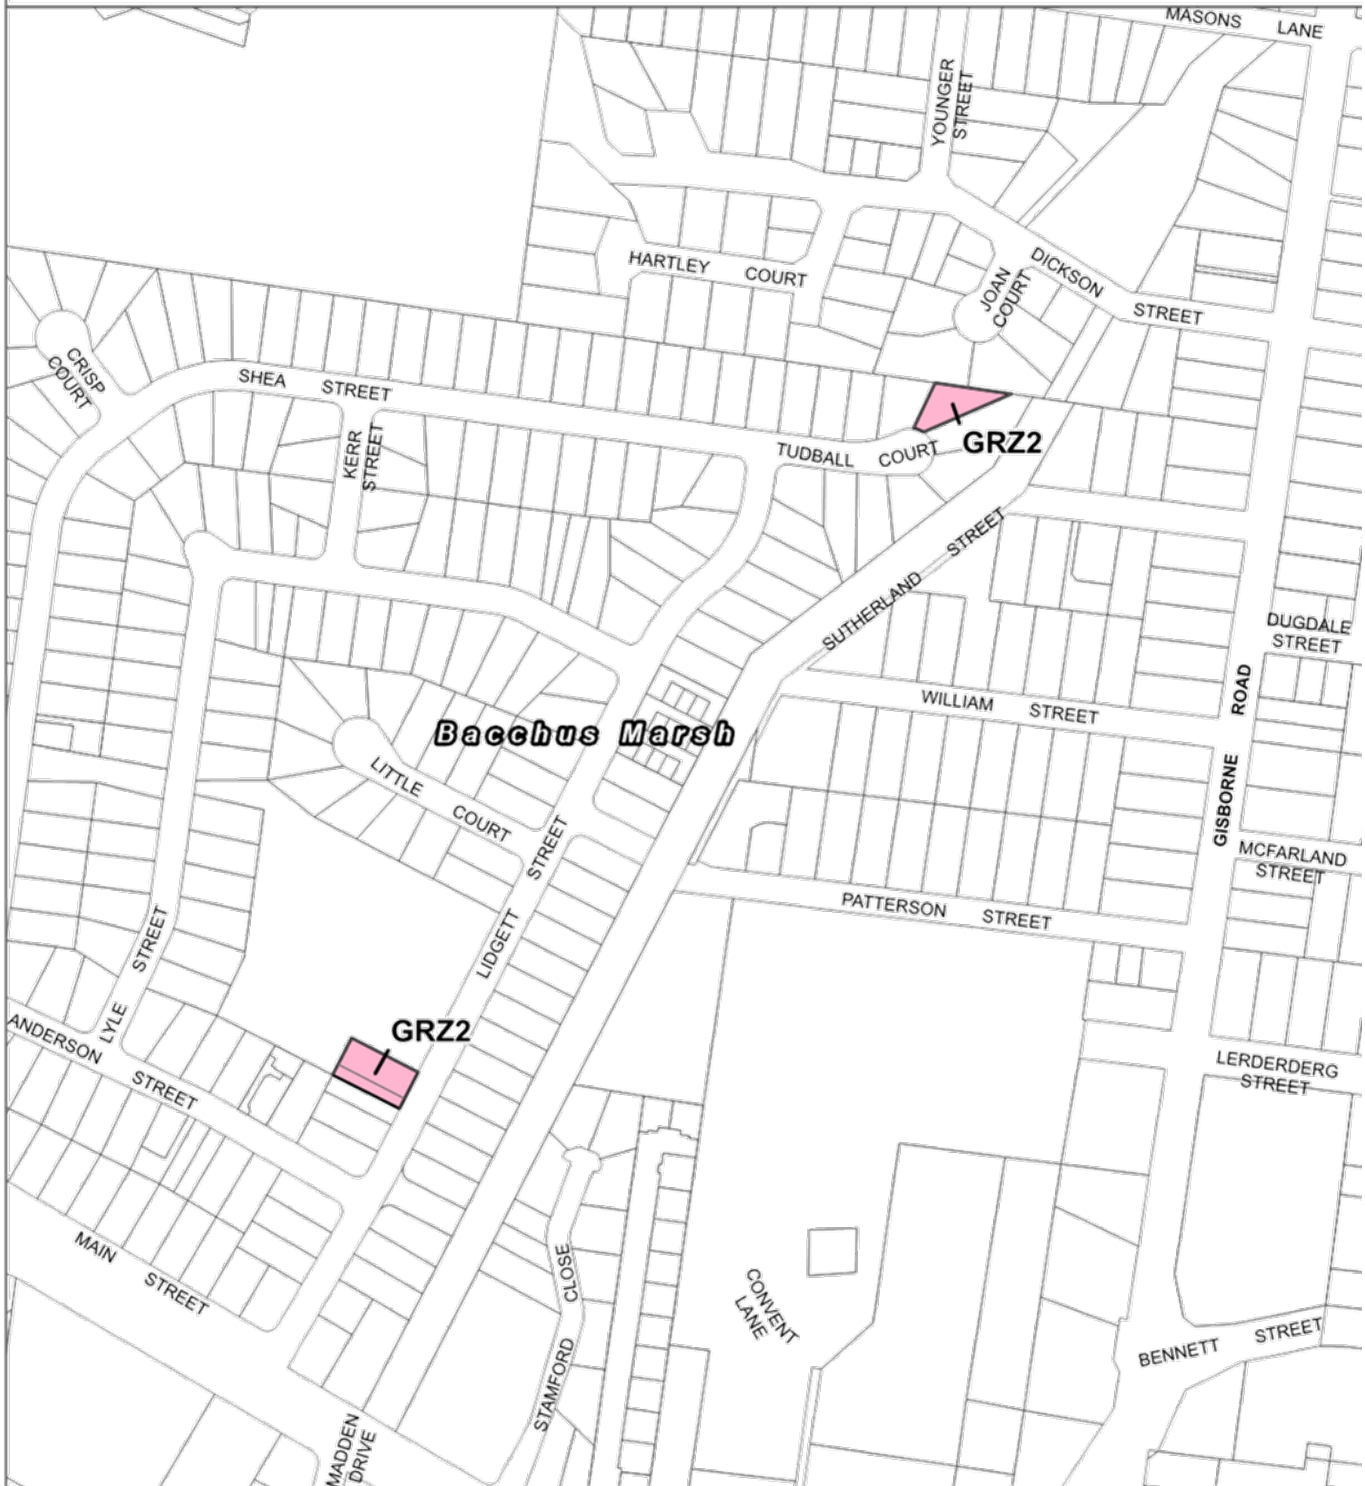 MASONS LANE
YOUNGER
STREET
HARTLEY COURT
JOAN
COURT
DICKSON STREET
CRISP
COURT
SHEA STREET
KERR
STREET
TUDBALL COURT
GRZ2
SUTHERLAND STREET
DUGDALE
STREET
WILLIAM STREET
GISBORNE ROAD
Bacchus Marsh
LITTLE COURT
LIDGETT STREET
MCFARLAND
STREET
PATTERSON STREET
LYLE STREET
ANDERSON STREET
GRZ2
LERDERDERG
STREET
MAIN STREET
STAMFORD CLOSE
CONVENT
LANE
BENNETT STREET
MADDEN
DRIVE